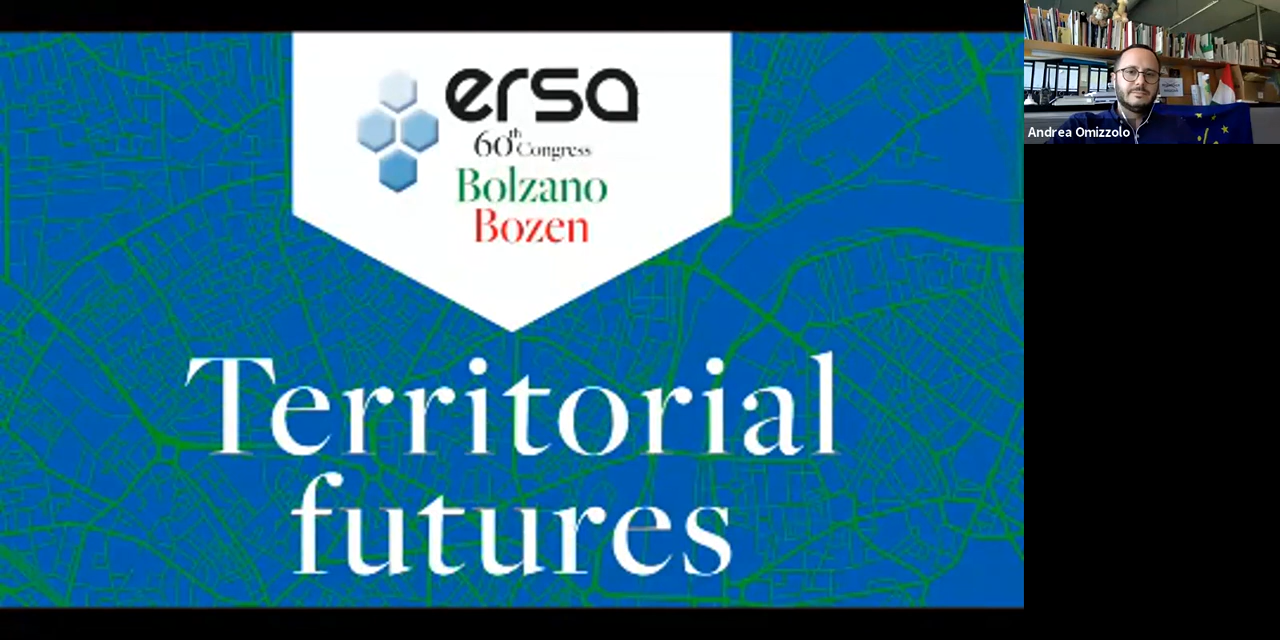 ersa
60th Congress
Bolzano
Bozen
Territorial
futures
Andrea Omizzolo